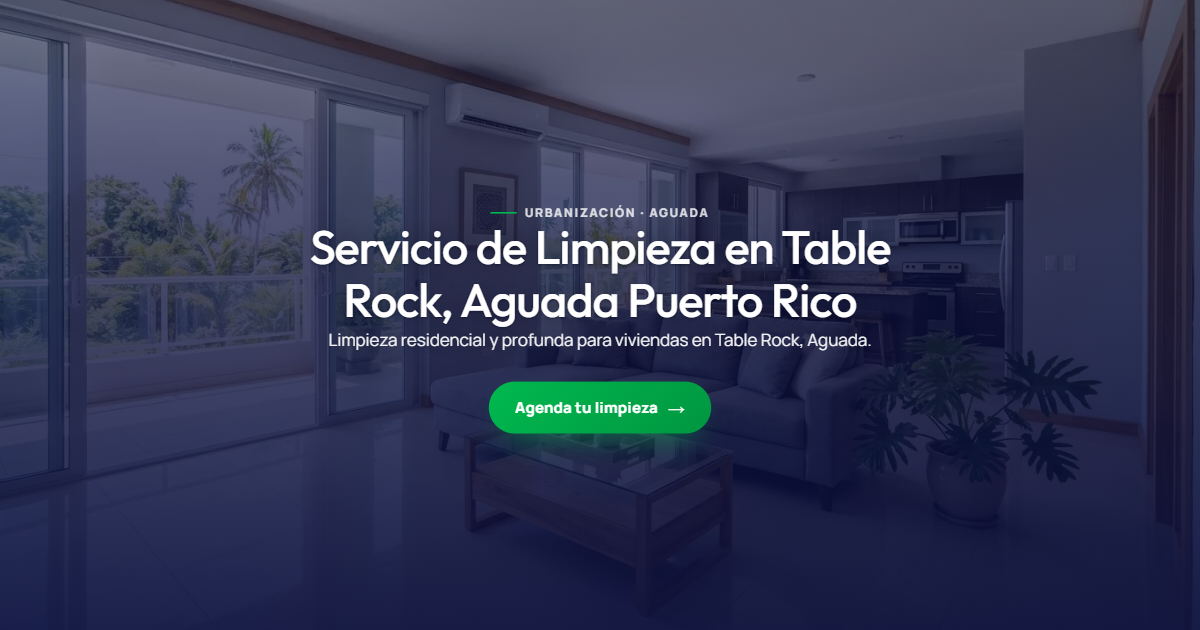 URBANIZACIÓN · AGUADA
Servicio de Limpieza en Table
Rock, Aguada Puerto Rico
Limpieza residencial y profunda para viviendas en Table Rock, Aguada.
Agenda tu limpieza →